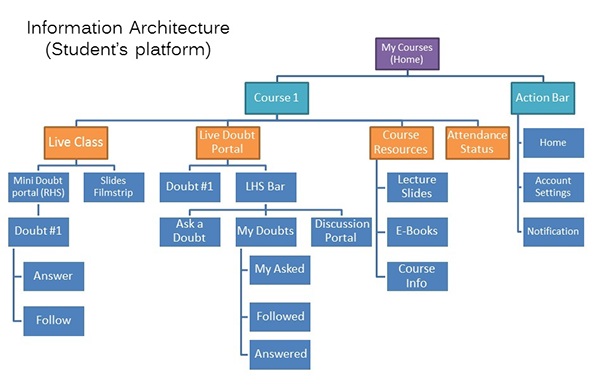 Information Architecture
(Student's platform)
My Courses
(Home)
Course 1
Action Bar
Live Class
Live Doubt
Portal
Course
Resources
Attendance
Status
Home
Mini Doubt
portal (RHS)
Slides
Filmstrip
Doubt #1
LHS Bar
Lecture
Slides
Account
Settings
Doubt #1
Ask a
Doubt
My Doubts
Discussion
Portal
E-Books
Notification
Answer
My Asked
Course
Info
Follow
Followed
Answered